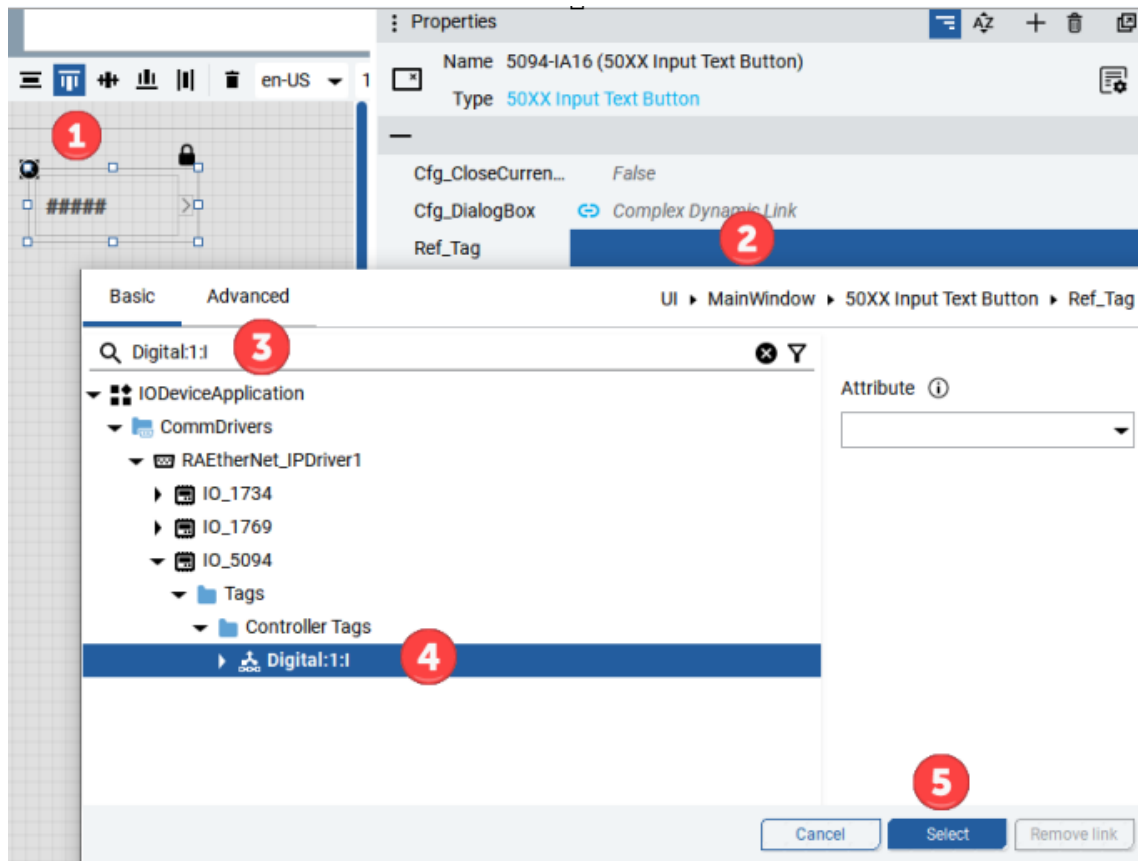 Properties
AZ
Name 5094-IA16 (50XX Input Text Button)
Type 50XX Input Text Button
en-US
1
1
Cfg_CloseCurren... False
Cfg_DialogBox Complex Dynamic Link
2
Ref_Tag
#####
Basic Advanced
UI ▸ MainWindow ▸ 50XX Input Text Button ▸ Ref_Tag
Digital:1:I
3
Attribute
IODeviceApplication
CommDrivers
RAEtherNet_IPDriver1
IO_1734
IO_1769
IO_5094
Tags
Controller Tags
Digital:1:I
4
5
Cancel Select Remove link